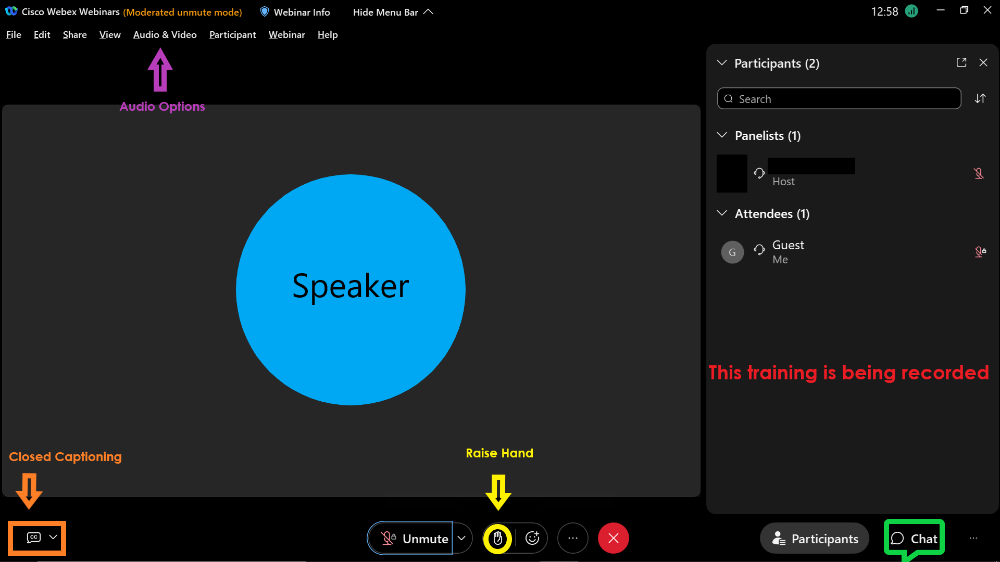 Cisco Webex Webinars (Moderated unmute mode) Webinar Info Hide Menu Bar 12:58
File Edit Share View Audio & Video Participant Webinar Help
Audio Options
Speaker
Closed Captioning
Raise Hand
Participants (2)
Search
Panelists (1)
Host
Attendees (1)
G Guest
Me
This training is being recorded
CC Unmute Participants Chat